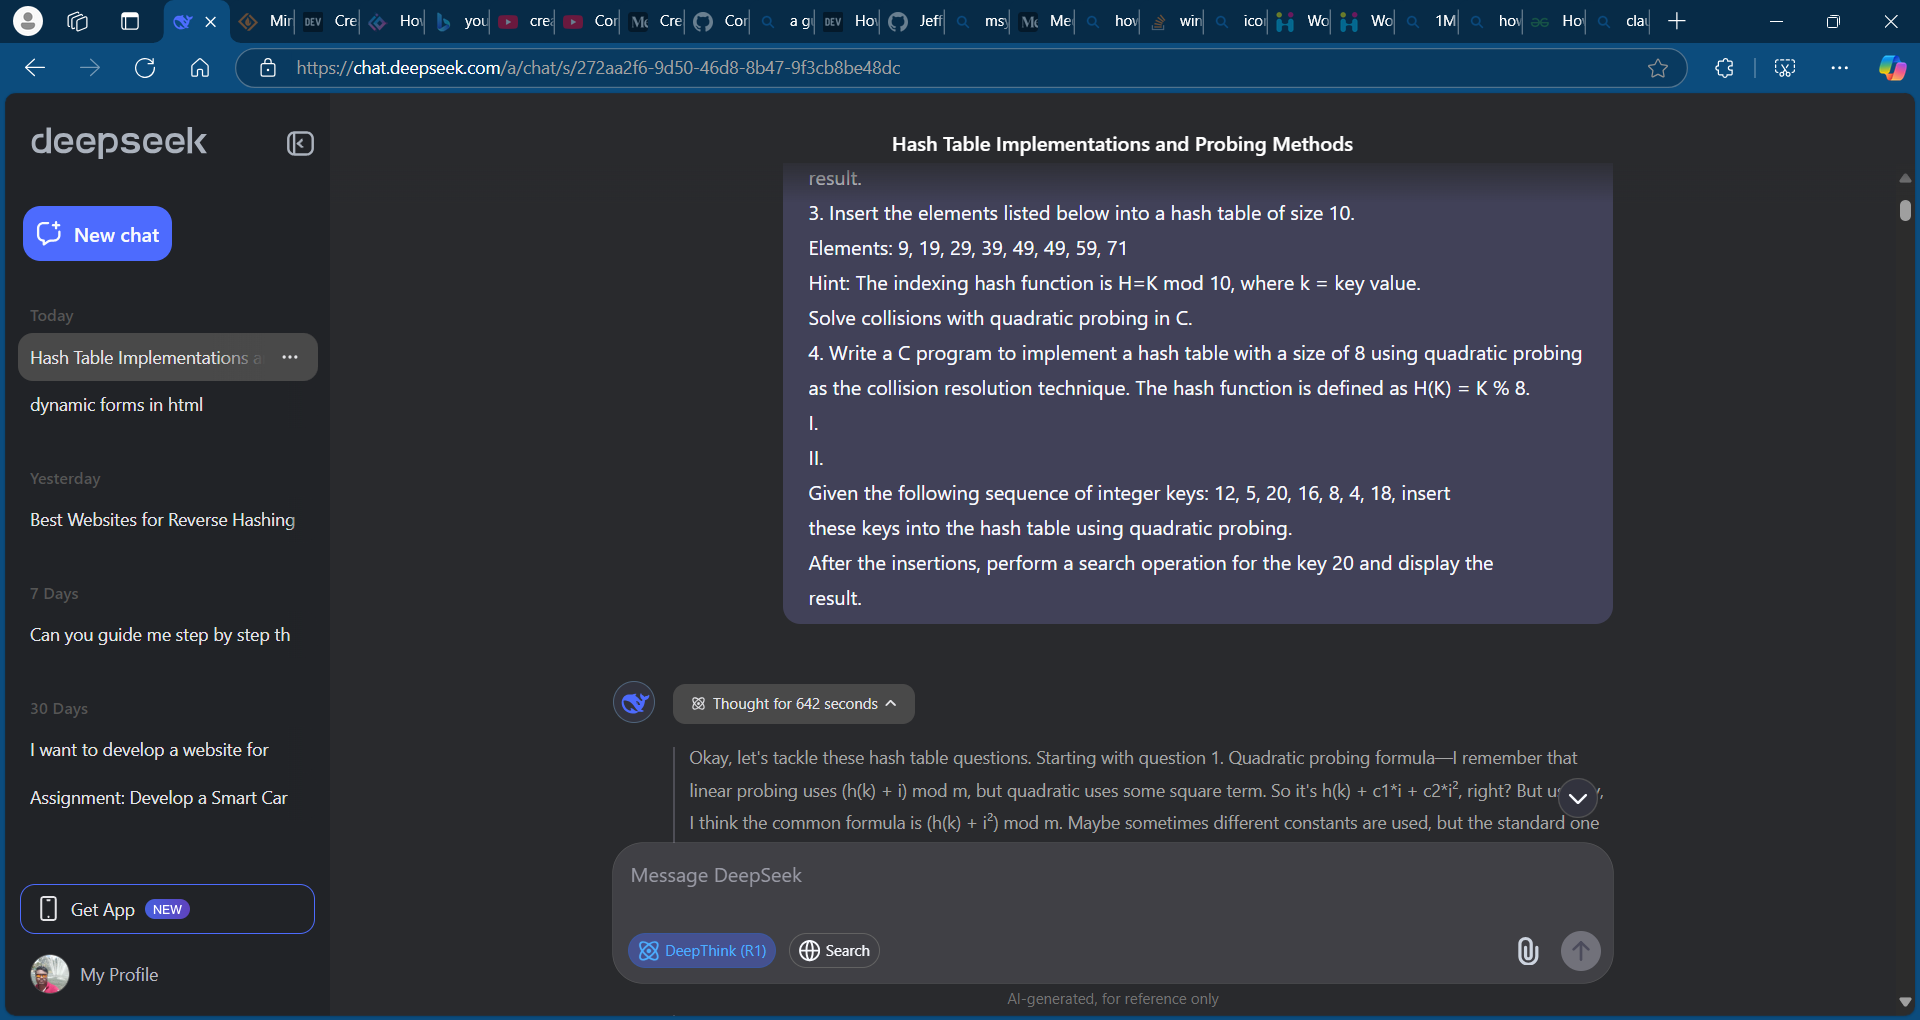 Min
DEV Cre
Hov
you
crea
Cor
Cre
Cor
a gu
DEV Hov
Jeff
msy
Me
how
win
icor
Wo
Wo
1M
how
Hov
clau
https://chat.deepseek.com/a/chat/s/272aa2f6-9d50-46d8-8b47-9f3cb8be48dc
deepseek
New chat
Today
Hash Table Implementations a
dynamic forms in html
Yesterday
Best Websites for Reverse Hashing
7 Days
Can you guide me step by step th
30 Days
I want to develop a website for
Assignment: Develop a Smart Car
Get App NEW
My Profile
Hash Table Implementations and Probing Methods
result.
3. Insert the elements listed below into a hash table of size 10.
Elements: 9, 19, 29, 39, 49, 49, 59, 71
Hint: The indexing hash function is H=K mod 10, where k = key value.
Solve collisions with quadratic probing in C.
4. Write a C program to implement a hash table with a size of 8 using quadratic probing
as the collision resolution technique. The hash function is defined as H(K) = K % 8.
I.
II.
Given the following sequence of integer keys: 12, 5, 20, 16, 8, 4, 18, insert
these keys into the hash table using quadratic probing.
After the insertions, perform a search operation for the key 20 and display the
result.
Thought for 642 seconds
Okay, let's tackle these hash table questions. Starting with question 1. Quadratic probing formula—I remember that
linear probing uses (h(k) + i) mod m, but quadratic uses some square term. So it's h(k) + c1*i + c2*i², right? But
I think the common formula is (h(k) + i²) mod m. Maybe sometimes different constants are used, but the standard one
Message DeepSeek
DeepThink (R1)
Search
AI-generated, for reference only